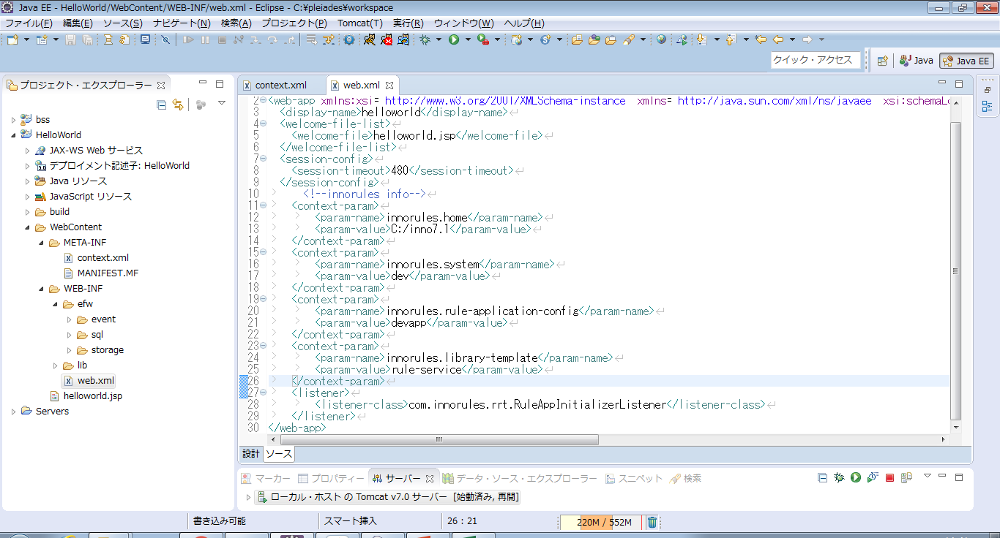 Java EE - HelloWorld/WebContent/WEB-INF/web.xml - Eclipse - C:¥pleiades¥workspace
ファイル(F) 編集(E) ソース(S) ナビゲート(N) 検索(A) プロジェクト(P) Tomcat(T) 実行(R) ウィンドウ(W) ヘルプ(H)
クイック・アクセス Java Java EE
プロジェクト・エクスプローラー
bss
HelloWorld
JAX-WS Web サービス
デプロイメント記述子: HelloWorld
Java リソース
JavaScript リソース
build
WebContent
META-INF
context.xml
MANIFEST.MF
WEB-INF
efw
event
sql
storage
lib
web.xml
helloworld.jsp
Servers
context.xml web.xml
2 <web-app xmlns:xsi= http://www.w3.org/2001/XMLSchema-instance xmlns= http://java.sun.com/xml/ns/javaee xsi:schemaLo
3 <display-name>helloworld</display-name>
4 <welcome-file-list>
5 <welcome-file>helloworld.jsp</welcome-file>
6 </welcome-file-list>
7 <session-config>
8 <session-timeout>480</session-timeout>
9 </session-config>
10 <!--innorules info-->
11 <context-param>
12 <param-name>innorules.home</param-name>
13 <param-value>C:/inno7.1</param-value>
14 </context-param>
15 <context-param>
16 <param-name>innorules.system</param-name>
17 <param-value>dev</param-value>
18 </context-param>
19 <context-param>
20 <param-name>innorules.rule-application-config</param-name>
21 <param-value>devapp</param-value>
22 </context-param>
23 <context-param>
24 <param-name>innorules.library-template</param-name>
25 <param-value>rule-service</param-value>
26 </context-param>
27 <listener>
28 <listener-class>com.innorules.rrt.RuleAppInitializerListener</listener-class>
29 </listener>
30 </web-app>
設計 ソース
マーカー プロパティー サーバー データ・ソース・エクスプローラー スニペット 検索
ローカル・ホスト の Tomcat v7.0 サーバー [始動済み, 再開]
書き込み可能 スマート挿入 26 : 21 220M / 552M